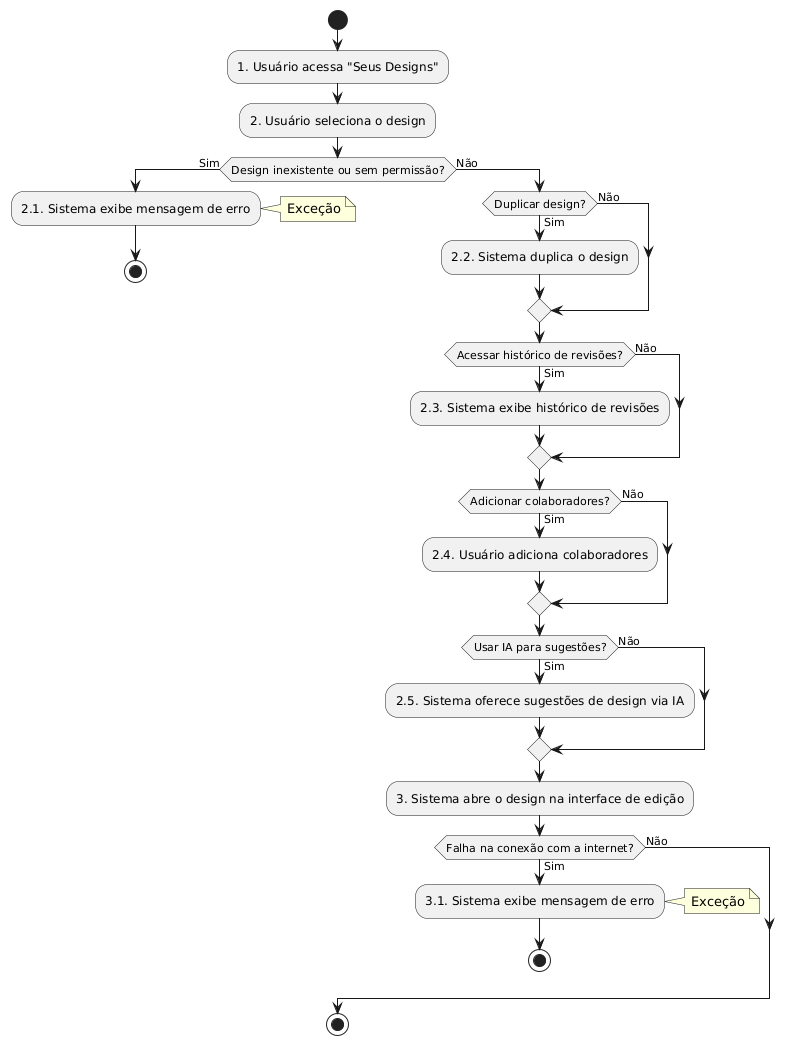 1. Usuário acessa "Seus Designs"
2. Usuário seleciona o design
Sim
Design inexistente ou sem permissão?
Não
2.1. Sistema exibe mensagem de erro
Exceção
Duplicar design?
Não
Sim
2.2. Sistema duplica o design
Acessar histórico de revisões?
Não
Sim
2.3. Sistema exibe histórico de revisões
Adicionar colaboradores?
Não
Sim
2.4. Usuário adiciona colaboradores
Usar IA para sugestões?
Não
Sim
2.5. Sistema oferece sugestões de design via IA
3. Sistema abre o design na interface de edição
Falha na conexão com a internet?
Não
Sim
3.1. Sistema exibe mensagem de erro
Exceção